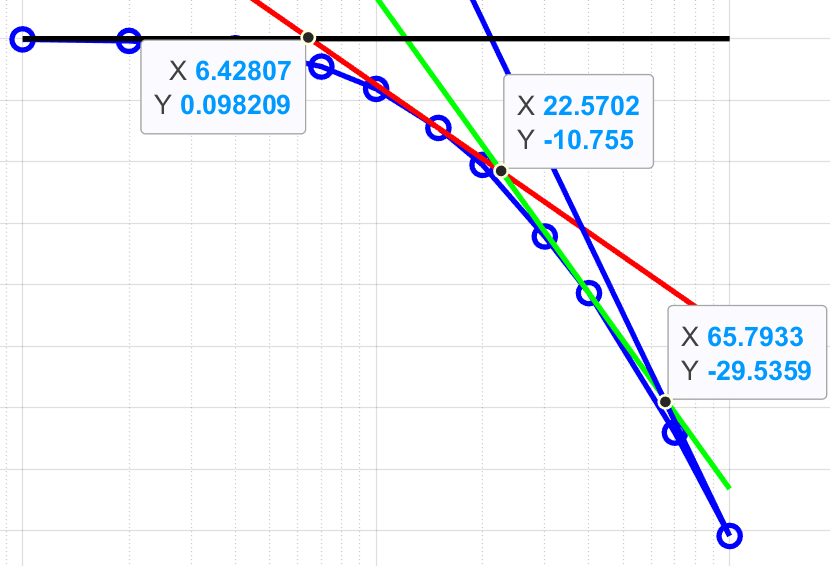 X 6.42807
Y 0.098209
X 22.5702
Y -10.755
X 65.7933
Y -29.5359